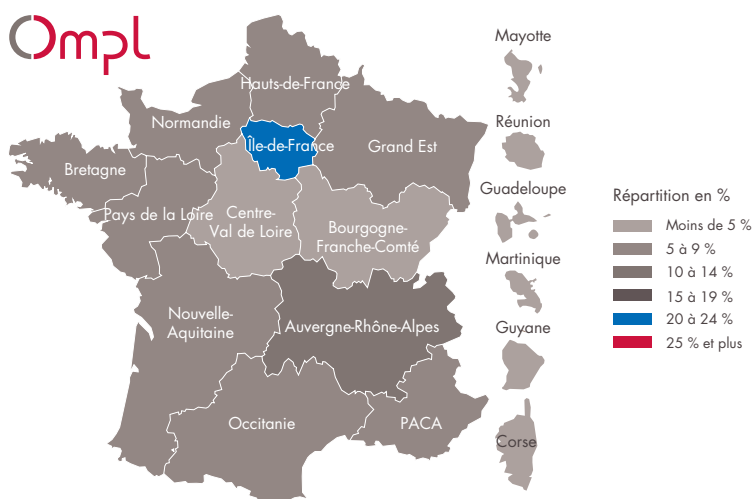 Ompl
Hauts-de-France
Normandie
Île-de-France
Grand Est
Bretagne
Pays de la Loire
Centre-
Val de Loire
Bourgogne-
Franche-Comté
Nouvelle-
Aquitaine
Auvergne-Rhône-Alpes
Occitanie
PACA
Mayotte
Réunion
Guadeloupe
Martinique
Guyane
Corse
Répartition en %
Moins de 5 %
5 à 9 %
10 à 14 %
15 à 19 %
20 à 24 %
25 % et plus